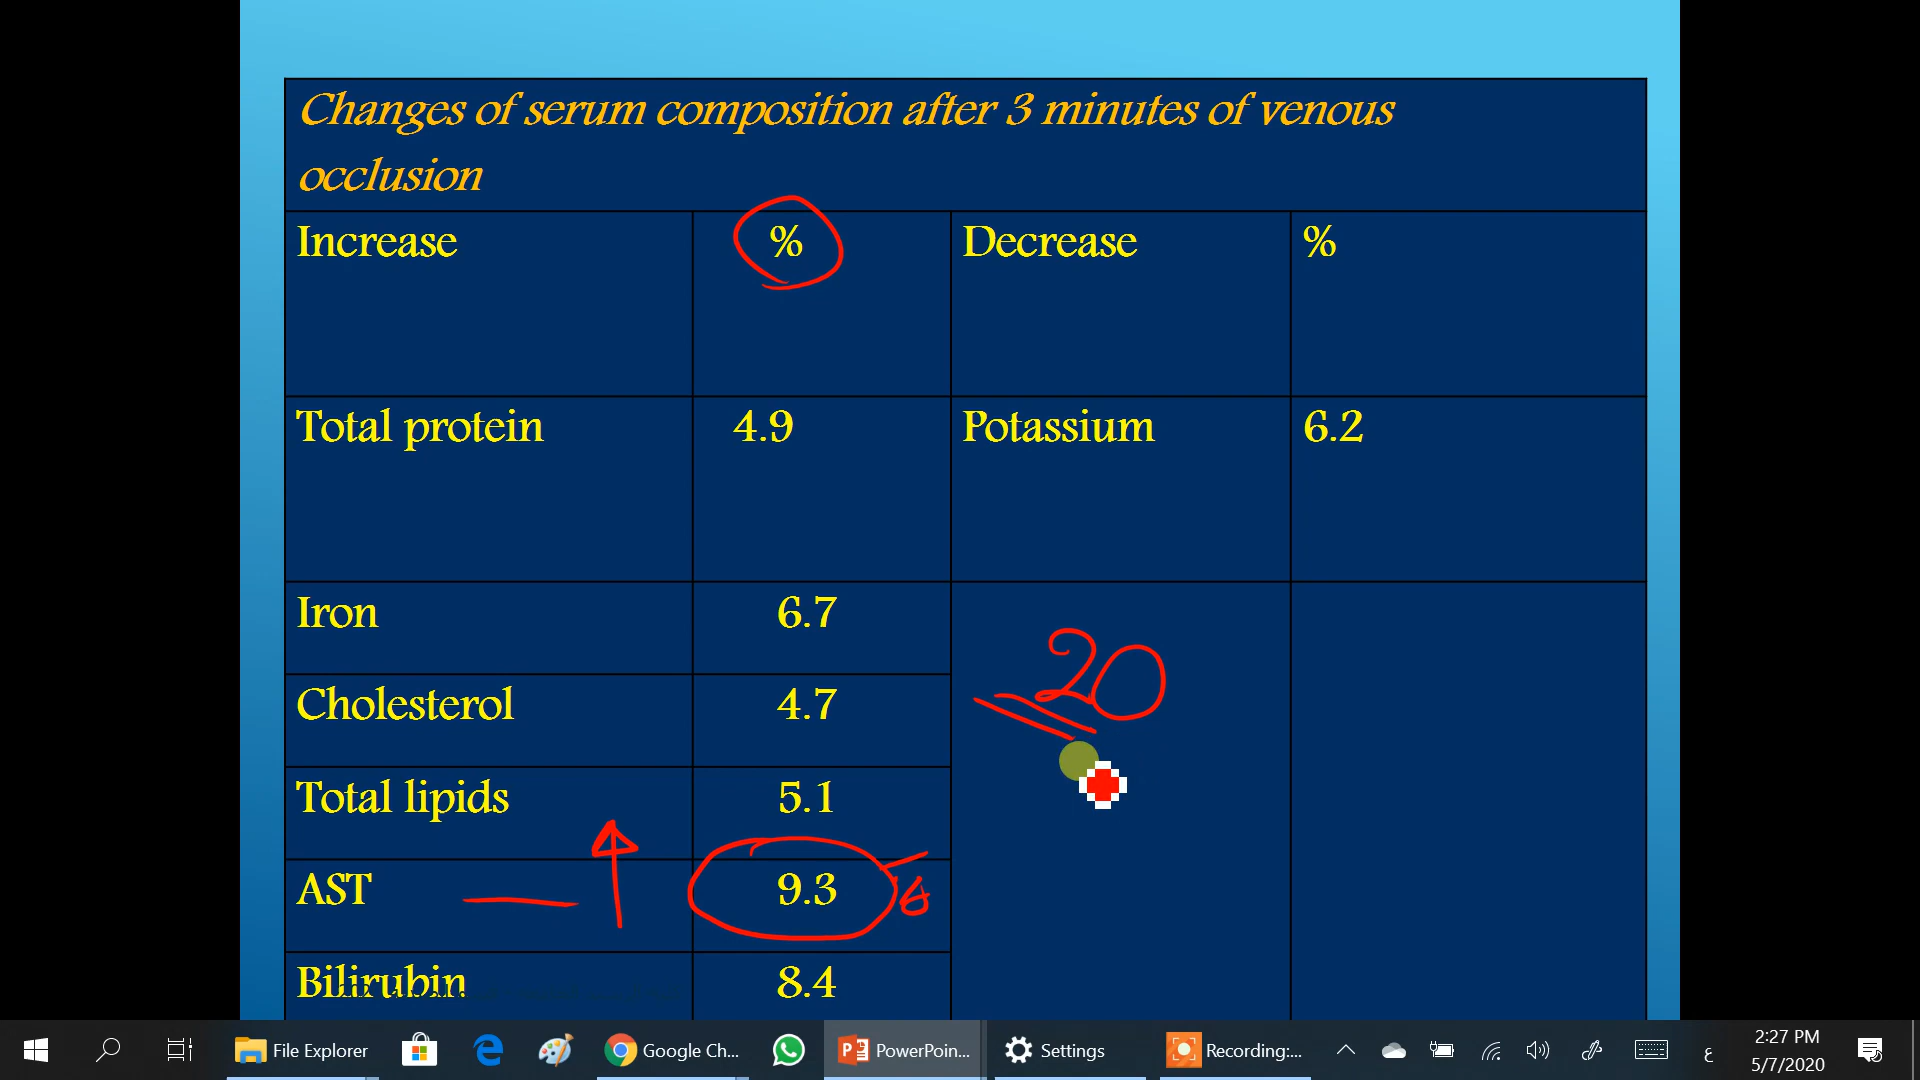 Changes of serum composition after 3 minutes of venous
occlusion
Increase % Decrease %
Total protein 4.9 Potassium 6.2
Iron 6.7
20
Cholesterol 4.7
Total lipids 5.1
AST 9.3
Bilirubin 8.4
File Explorer Google Ch... PowerPoin... Settings Recording:... ع 2:27 PM
5/7/2020